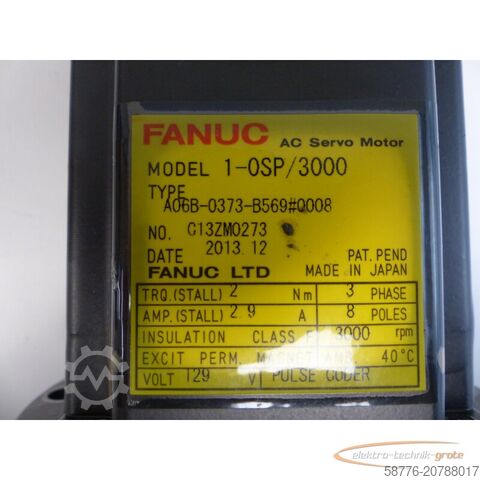 FANUC AC Servo Motor
MODEL 1-0SP/3000
TYPE A06B-0373-B569#0008
NO. C13ZM0273
DATE 2013.12 PAT. PEND
FANUC LTD MADE IN JAPAN
TRQ.(STALL) 2 Nm 3 PHASE
AMP.(STALL) 2.9 A 8 POLES
INSULATION CLASS F 3000 rpm
EXCIT PERM. MAGNET AMB. 40°C
VOLT 129 V PULSE CODER
elektro-technik-grote
58776-20788017